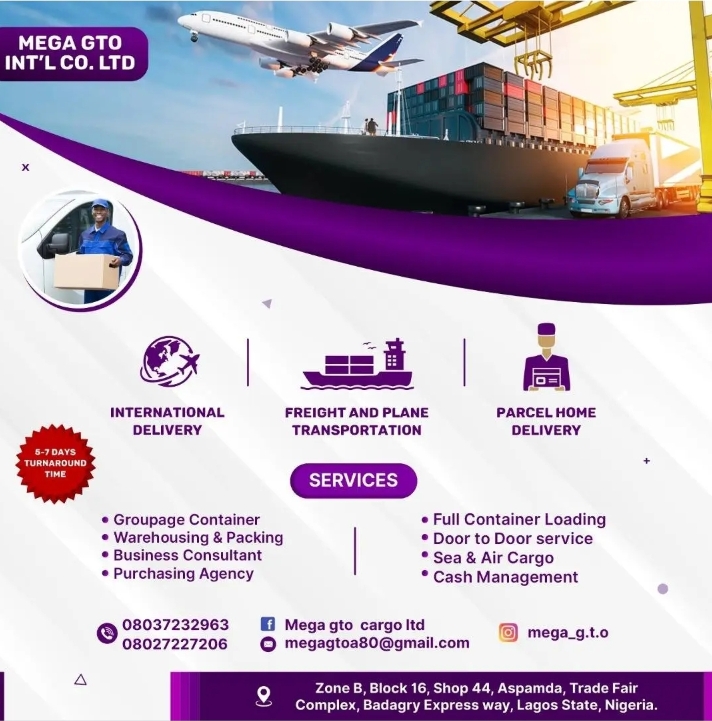 MEGA GTO
INT'L CO. LTD
INTERNATIONAL
DELIVERY
FREIGHT AND PLANE
TRANSPORTATION
PARCEL HOME
DELIVERY
5-7 DAYS
TURNAROUND
TIME
SERVICES
• Groupage Container
• Warehousing & Packing
• Business Consultant
• Purchasing Agency
• Full Container Loading
• Door to Door service
• Sea & Air Cargo
• Cash Management
08037232963
08027227206
Mega gto cargo ltd
megagtoa80@gmail.com
mega_g.t.o
Zone B, Block 16, Shop 44, Aspamda, Trade Fair
Complex, Badagry Express way, Lagos State, Nigeria.